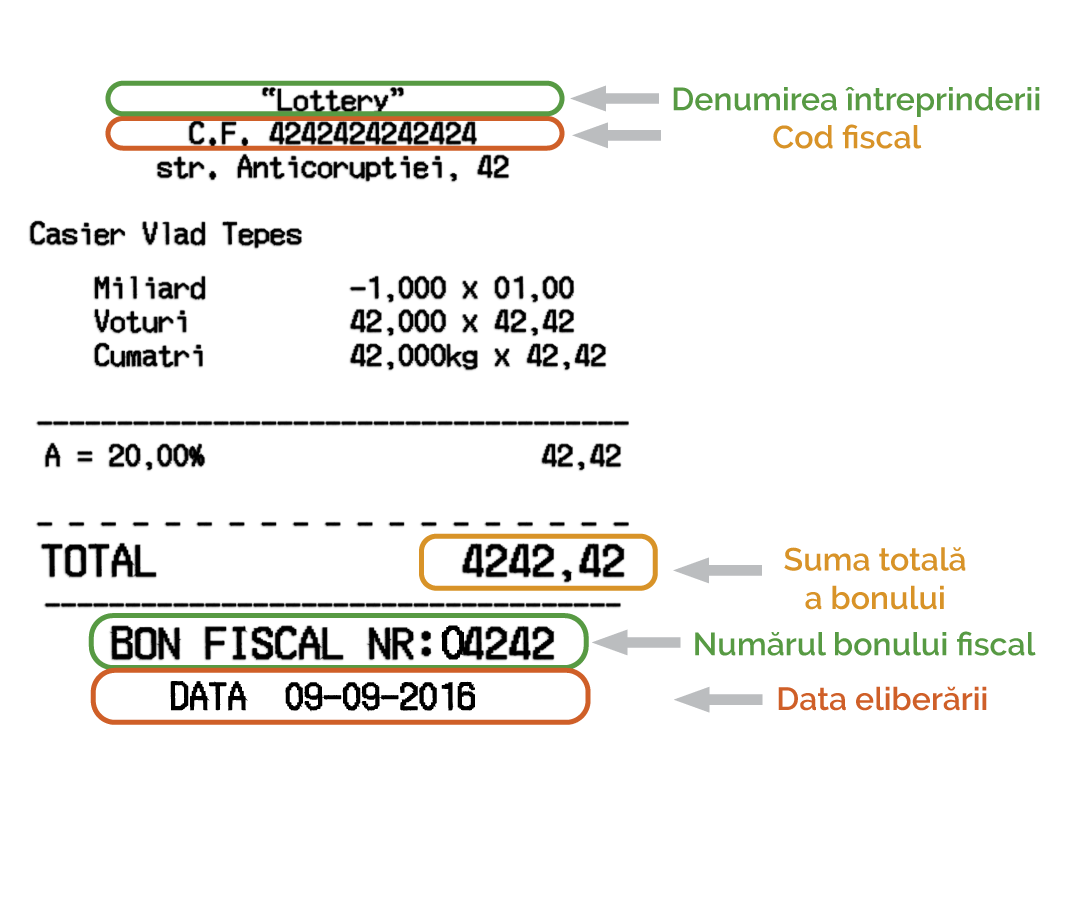 “Lottery”
Denumirea întreprinderii
C.F. 4242424242424
Cod fiscal
str. Anticoruptiei, 42
Casier Vlad Tepes
Miliard -1,000 x 01,00
Voturi 42,000 x 42,42
Cumatri 42,000kg x 42,42
A = 20,00% 42,42
TOTAL 4242,42
Suma totală
a bonului
BON FISCAL NR:04242
Numărul bonului fiscal
DATA 09-09-2016
Data eliberării